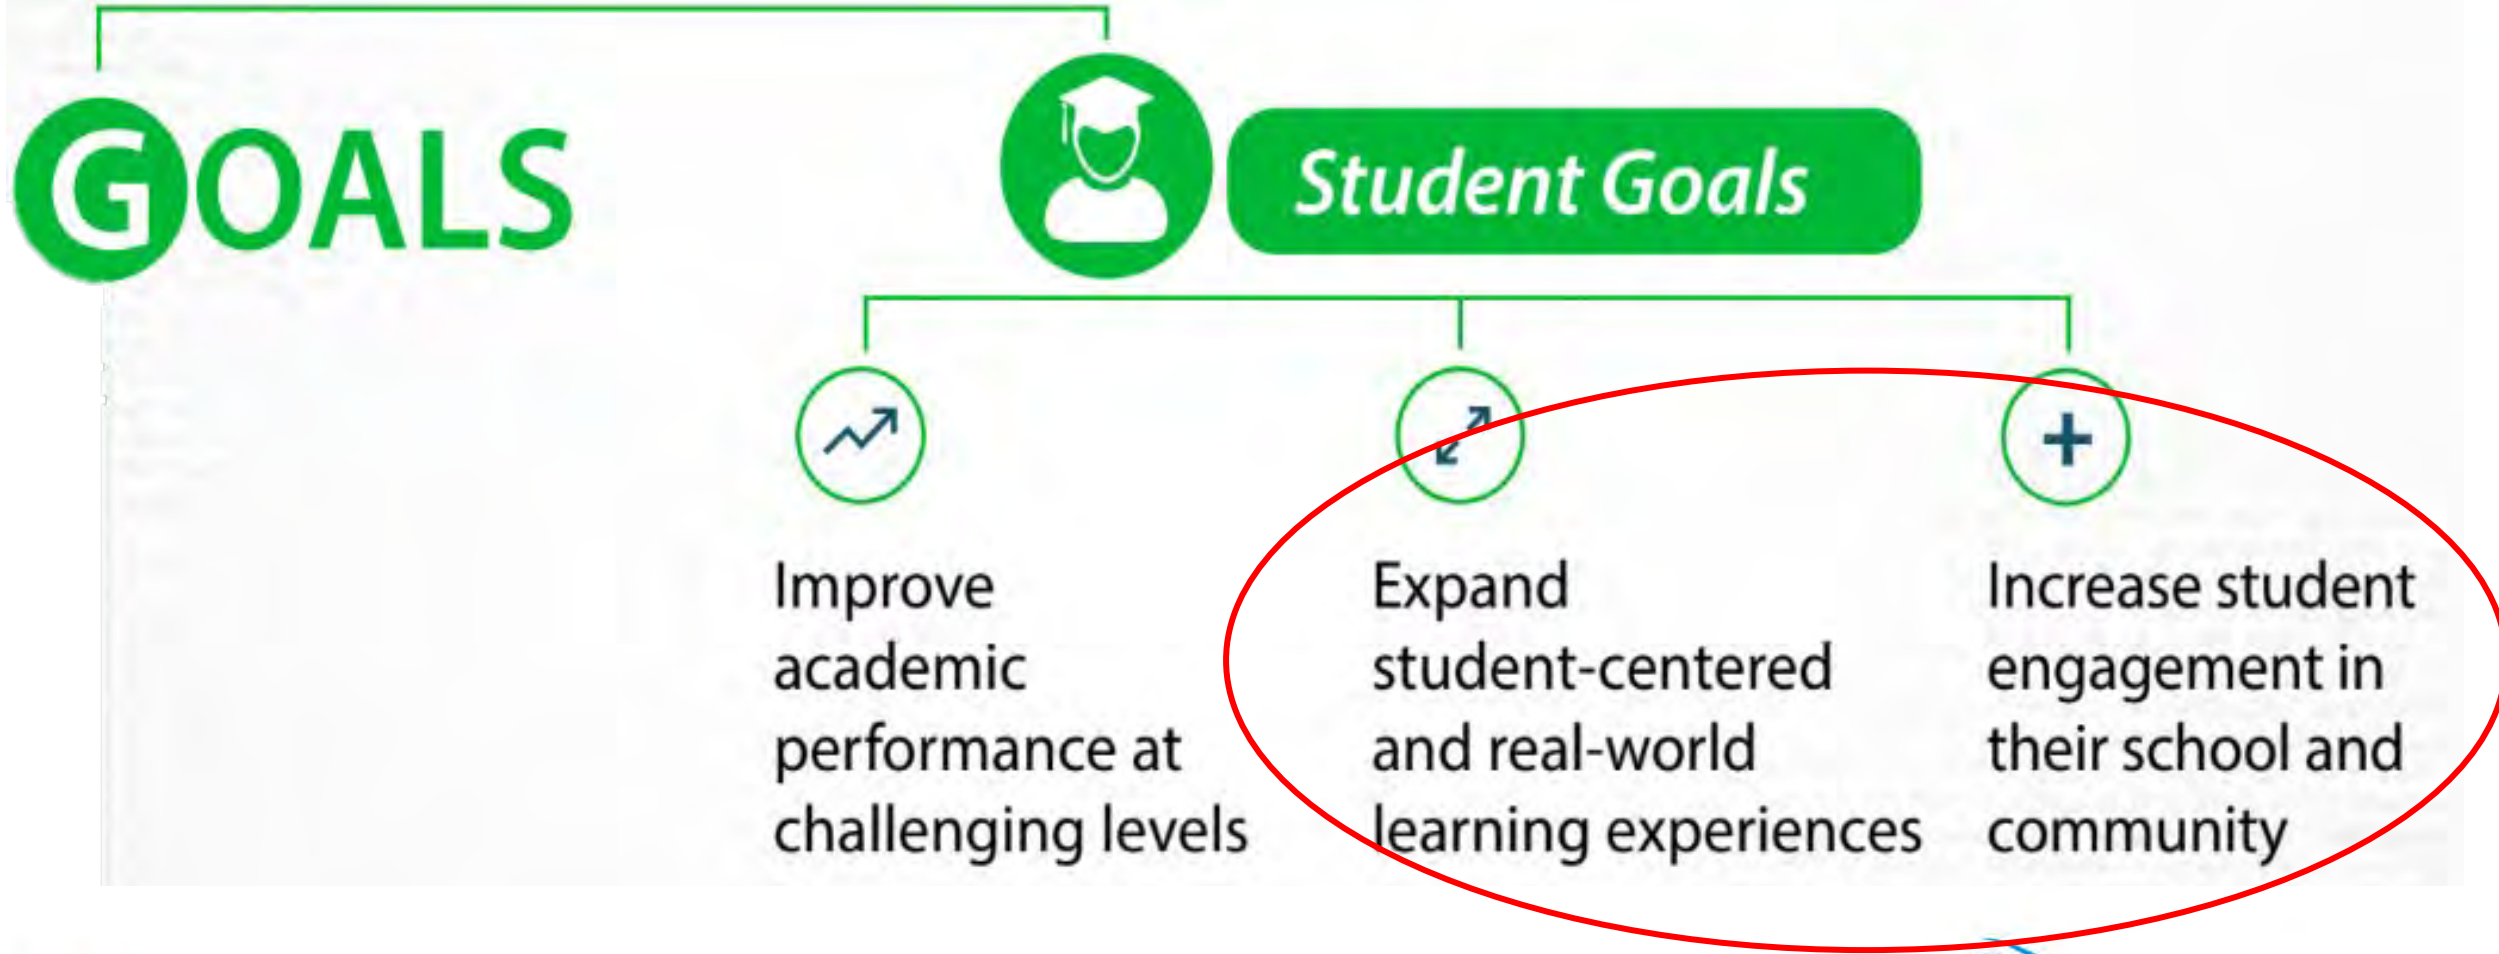 GOALS
Student Goals
Improve
academic
performance at
challenging levels
Expand
student-centered
and real-world
learning experiences
Increase student
engagement in
their school and
community